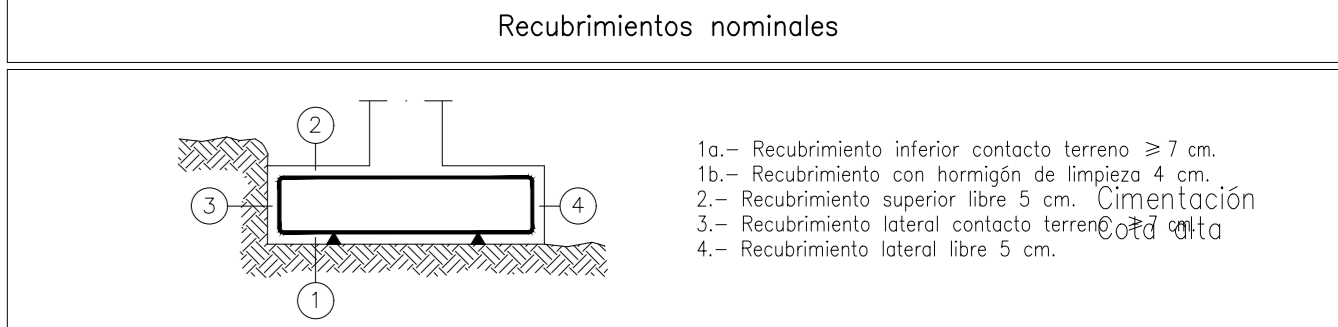 Recubrimientos nominales
2
3
4
1
1a.- Recubrimiento inferior contacto terreno ≥ 7 cm.
1b.- Recubrimiento con hormigón de limpieza 4 cm.
2.- Recubrimiento superior libre 5 cm.
3.- Recubrimiento lateral contacto terreno ≥ 7 cm.
4.- Recubrimiento lateral libre 5 cm.
Cimentación
Cota alta